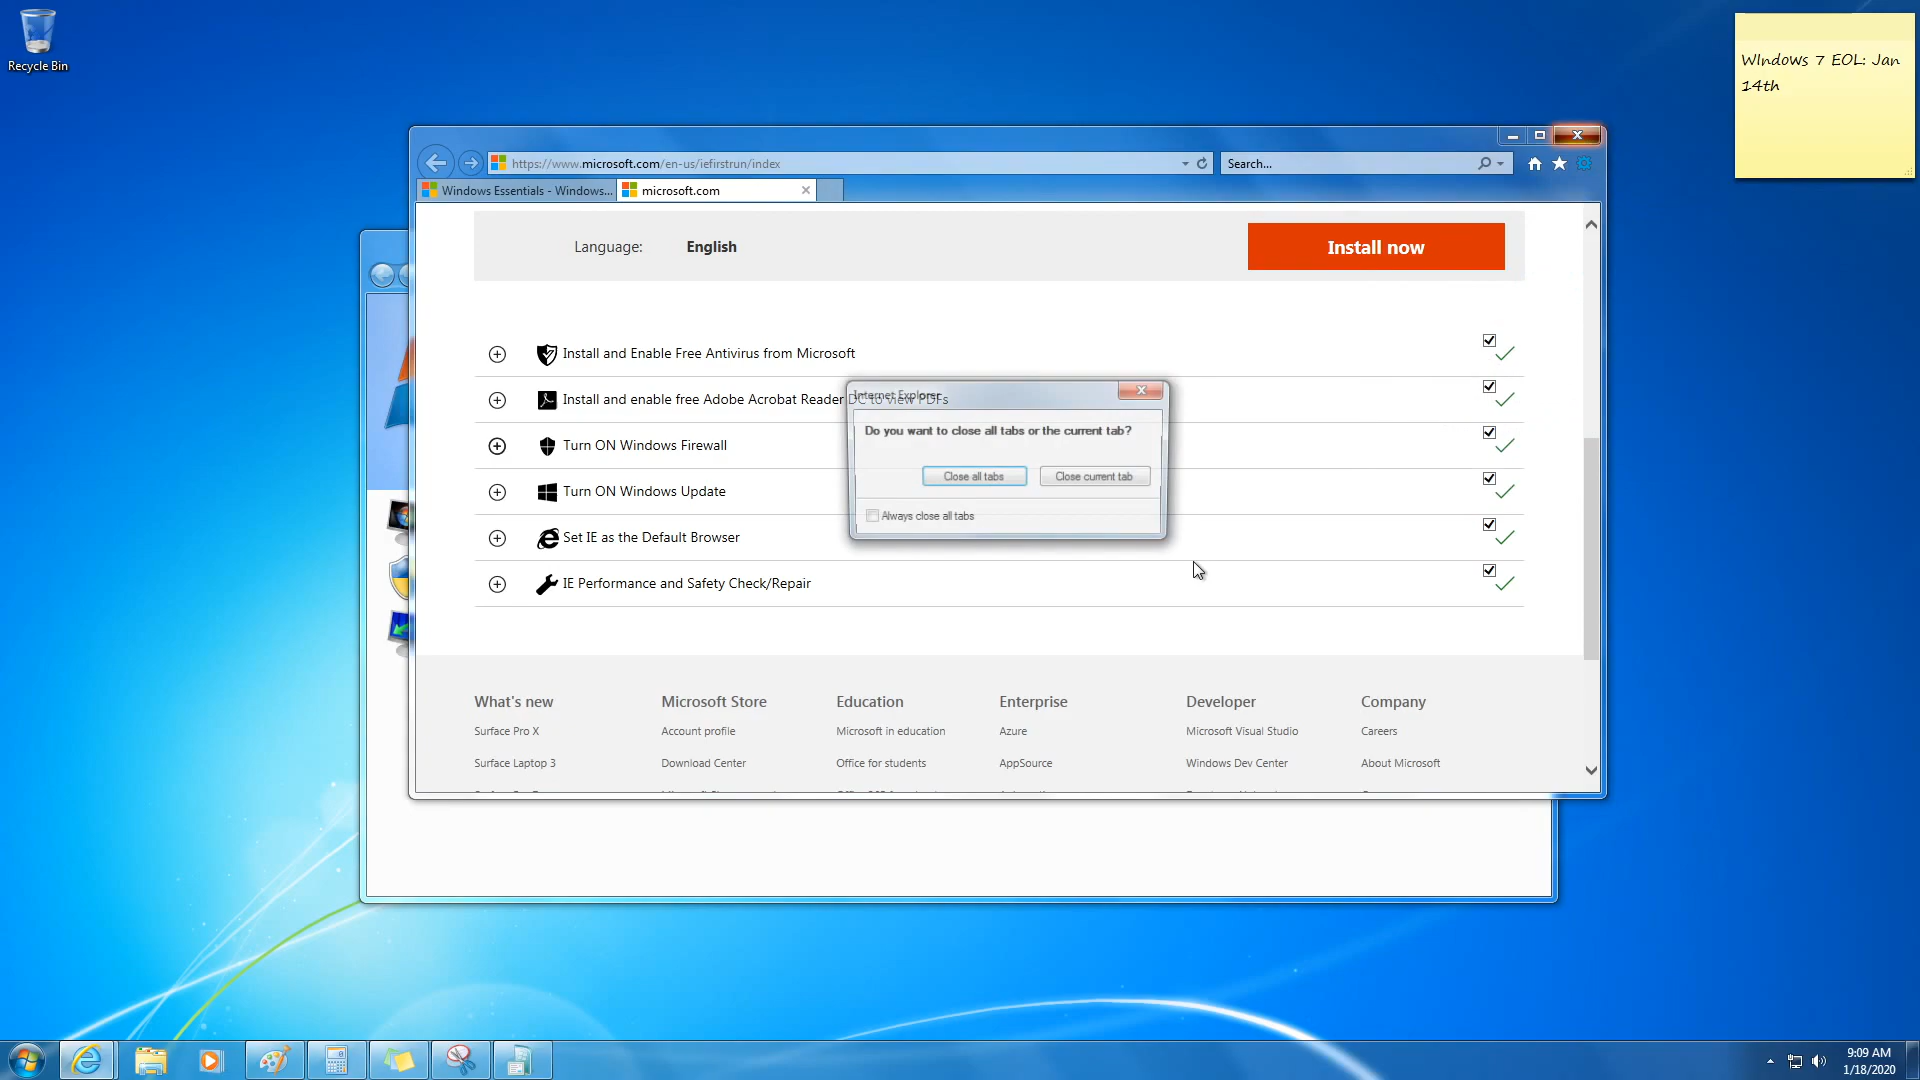 Recycle Bin
WIndows 7 EOL: Jan
14th
https://www.microsoft.com/en-us/iefirstrun/index
Search...
Windows Essentials - Windows...
microsoft.com
Language:
English
Install now
Install and Enable Free Antivirus from Microsoft
Install and enable free Adobe Acrobat Reader DC to view PDFs
Turn ON Windows Firewall
Turn ON Windows Update
Set IE as the Default Browser
IE Performance and Safety Check/Repair
Internet Explorer
Do you want to close all tabs or the current tab?
Close all tabs
Close current tab
Always close all tabs
What's new
Microsoft Store
Education
Enterprise
Developer
Company
Surface Pro X
Account profile
Microsoft in education
Azure
Microsoft Visual Studio
Careers
Surface Laptop 3
Download Center
Office for students
AppSource
Windows Dev Center
About Microsoft
9:09 AM
1/18/2020